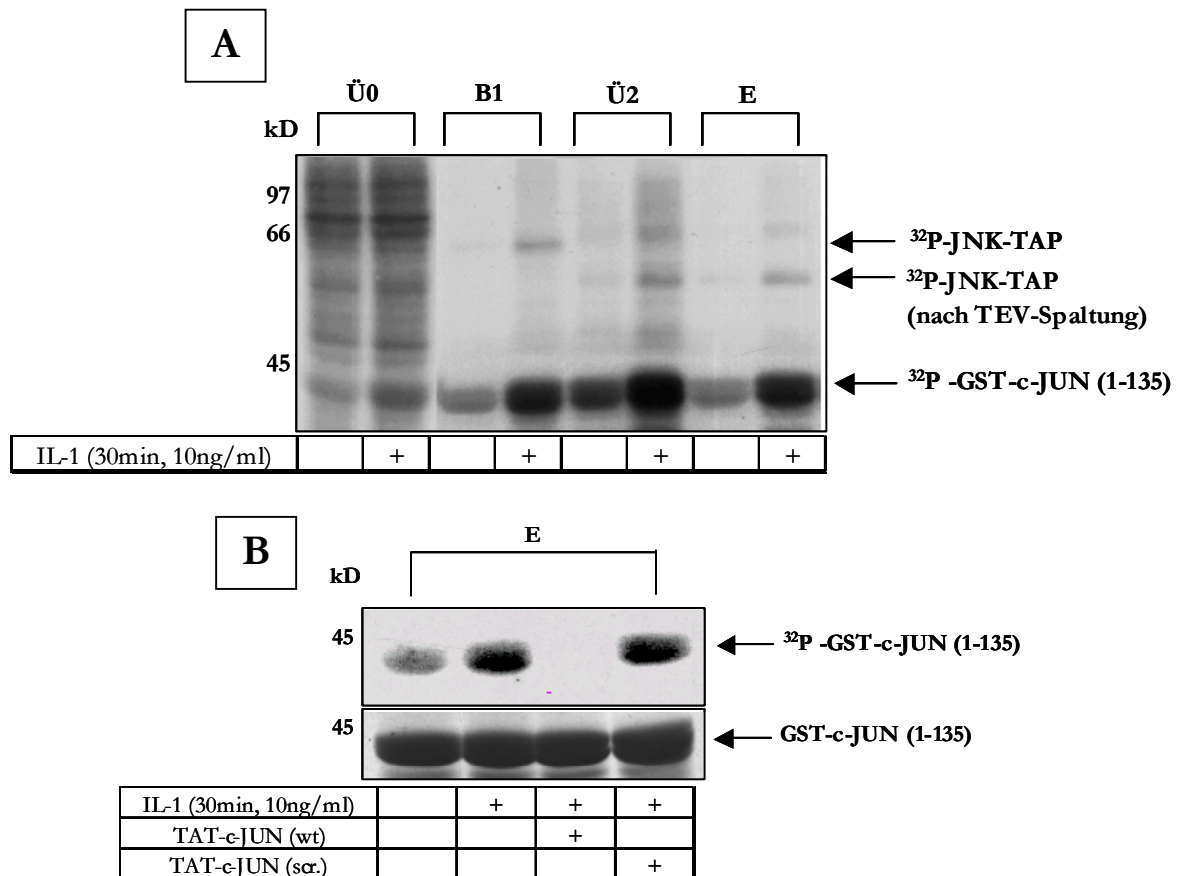 A
Ü0 B1 Ü2 E
kD
97
66
45
³²P-JNK-TAP
³²P-JNK-TAP
(nach TEV-Spaltung)
³²P -GST-c-JUN (1-135)
IL-1 (30min, 10ng/ml) + + + +
B
E
kD
45
³²P -GST-c-JUN (1-135)
45
GST-c-JUN (1-135)
IL-1 (30min, 10ng/ml) + + +
TAT-c-JUN (wt) +
TAT-c-JUN (scr.) +